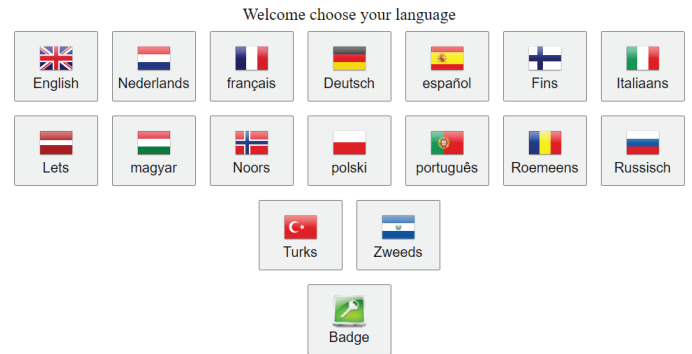 Welcome choose your language
English Nederlands français Deutsch español Fins Italiaans
Lets magyar Noors polski português Roemeens Russisch
Turks Zweeds
Badge